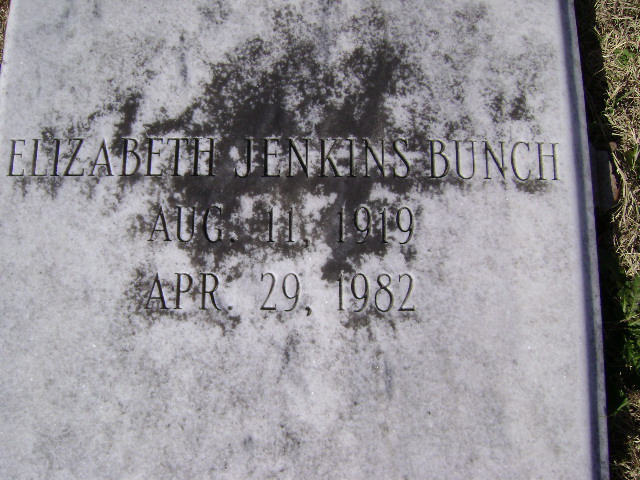 ELIZABETH JENKINS BUNCH
AUG. 11, 1919
APR. 29, 1982